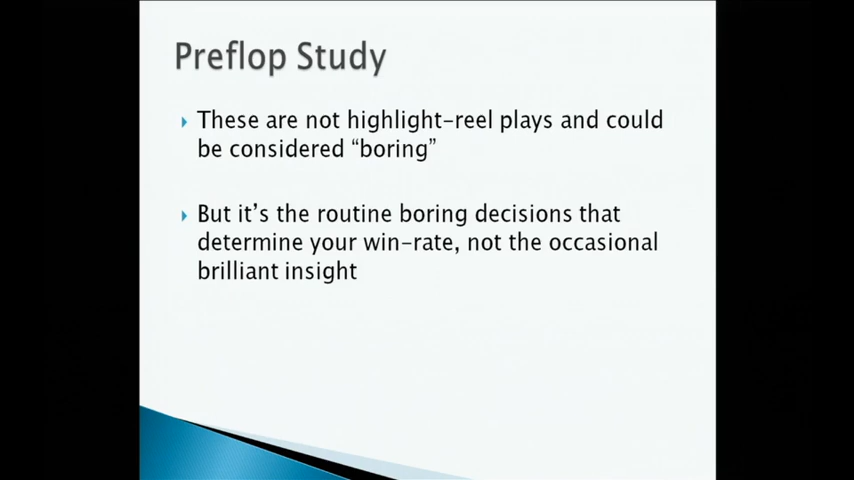 Preflop Study
These are not highlight-reel plays and could
be considered “boring”
But it’s the routine boring decisions that
determine your win-rate, not the occasional
brilliant insight